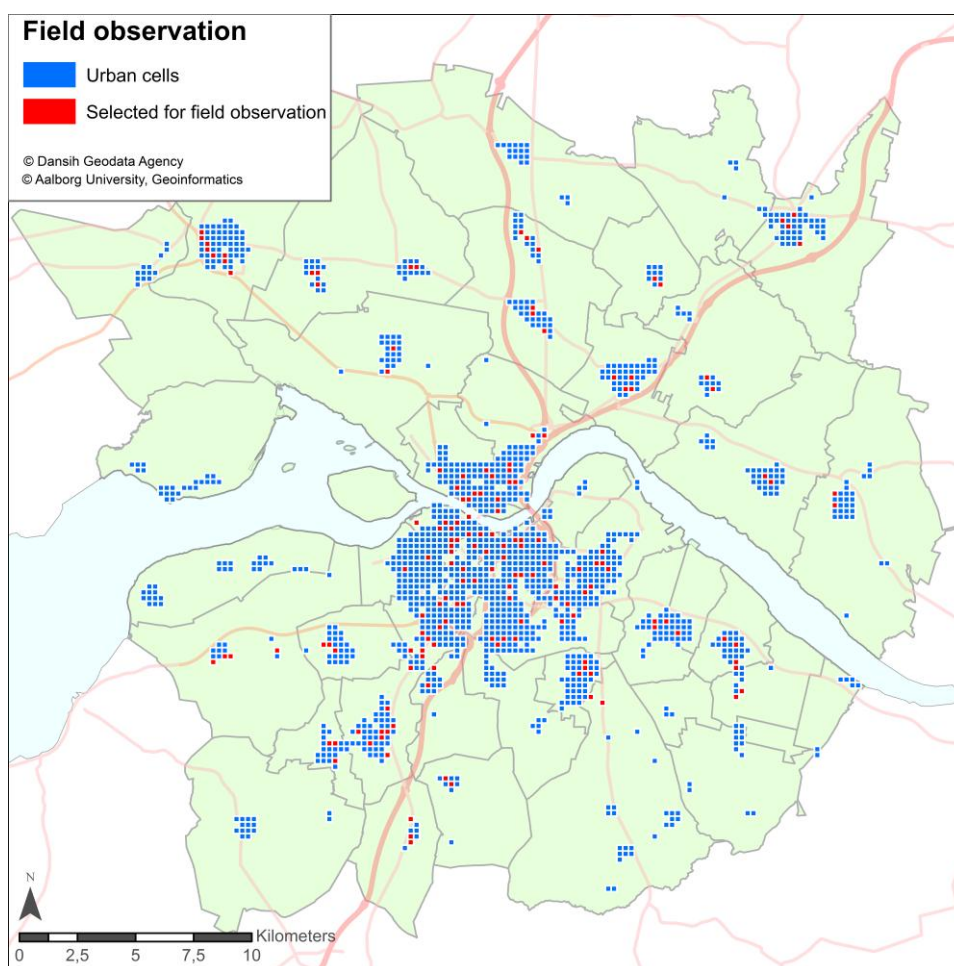 Field observation
Urban cells
Selected for field observation
© Dansih Geodata Agency
© Aalborg University, Geoinformatics
N
Kilometers
0 2,5 5 7,5 10